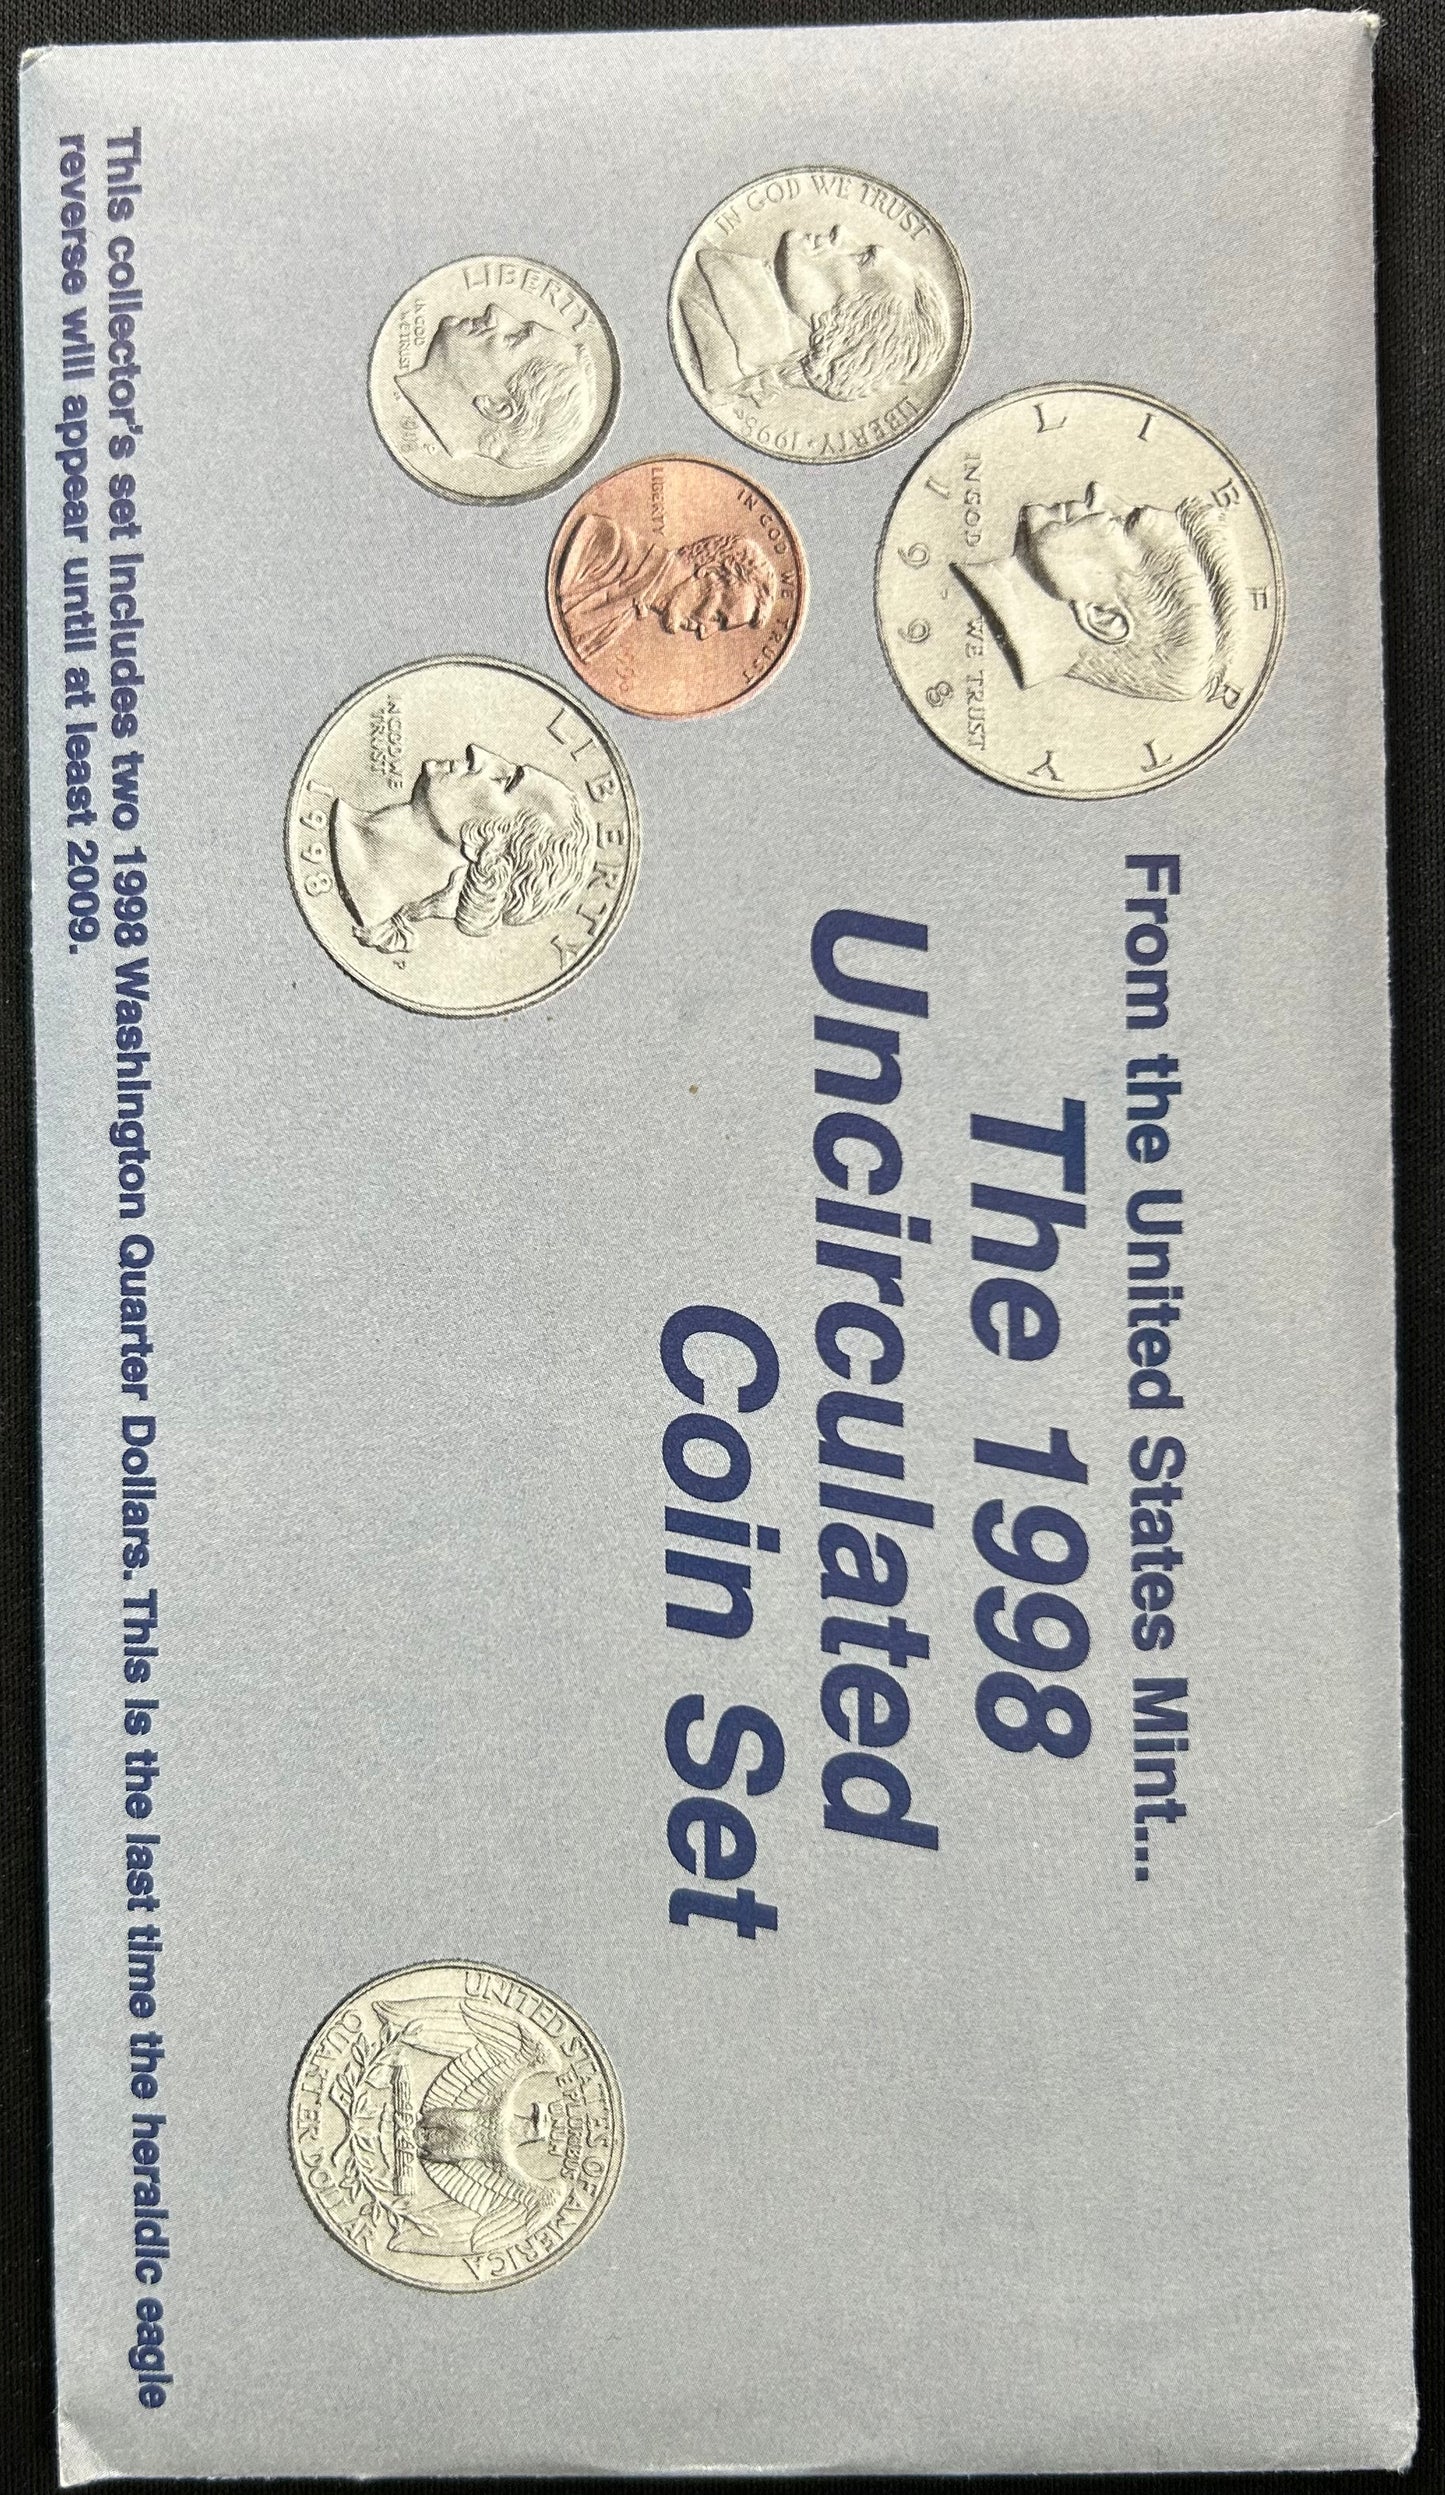 From the United States Mint...
The 1998
Uncirculated
Coin Set
LIBERTY
IN GOD WE TRUST
1998
IN GOD WE TRUST
LIBERTY
LIBERTY
IN GOD
WE TRUST
IN GOD WE TRUST
LIBERTY
LIBERTY
IN GOD WE
TRUST
1998
P
UNITED STATES OF AMERICA
E PLURIBUS
UNUM
QUARTER DOLLAR
This collector's set includes two 1998 Washington Quarter Dollars. This is the last time the heraldic eagle
reverse will appear until at least 2009.